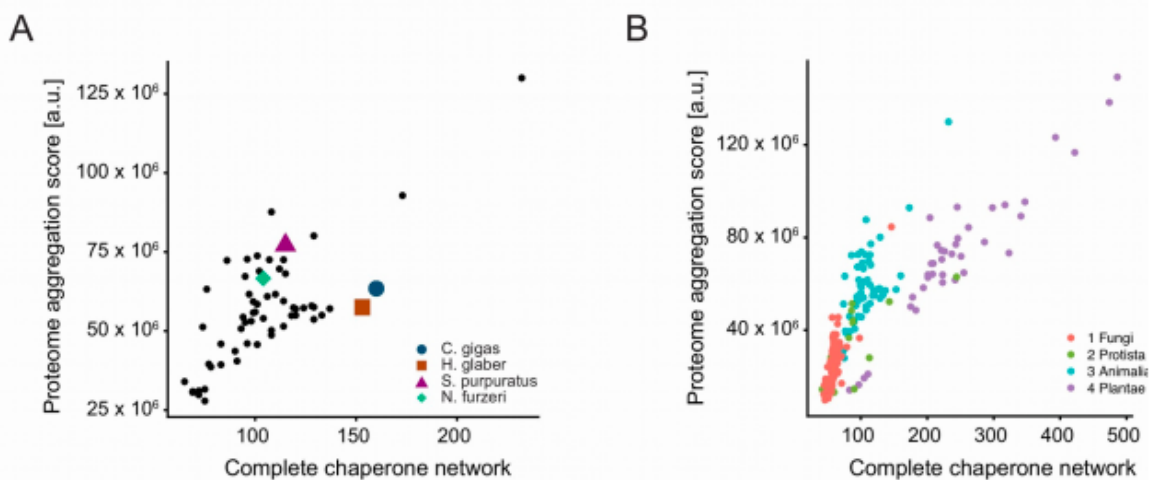 A
Proteome aggregation score [a.u.]
125 x 10⁶
100 x 10⁶
75 x 10⁶
50 x 10⁶
25 x 10⁶
100
150
200
Complete chaperone network
C. gigas
H. glaber
S. purpuratus
N. furzeri
B
Proteome aggregation score [a.u.]
120 x 10⁶
80 x 10⁶
40 x 10⁶
100
200
300
400
500
Complete chaperone network
1 Fungi
2 Protista
3 Animalia
4 Plantae